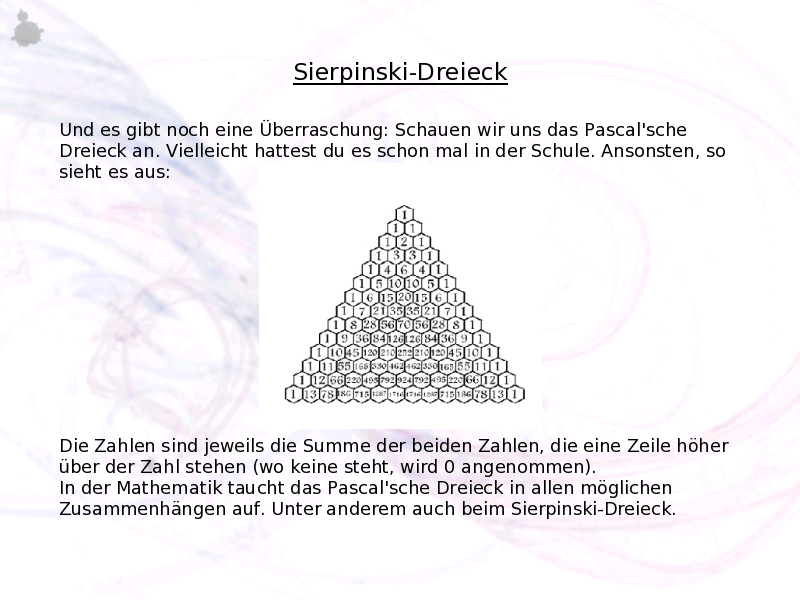 Sierpinski-Dreieck
Und es gibt noch eine Überraschung: Schauen wir uns das Pascal'sche
Dreieck an. Vielleicht hattest du es schon mal in der Schule. Ansonsten, so
sieht es aus:
1
1 1
1 2 1
1 3 3 1
1 4 6 4 1
1 5 10 10 5 1
1 6 15 20 15 6 1
1 7 21 35 35 21 7 1
1 8 28 56 70 56 28 8 1
1 9 36 84 126 126 84 36 9 1
1 10 45 120 210 252 210 120 45 10 1
1 11 55 165 330 462 462 330 165 55 11 1
1 12 66 220 495 792 924 792 495 220 66 12 1
1 13 78 715 1716 1716 715 78 13 1
Die Zahlen sind jeweils die Summe der beiden Zahlen, die eine Zeile höher
über der Zahl stehen (wo keine steht, wird 0 angenommen).
In der Mathematik taucht das Pascal'sche Dreieck in allen möglichen
Zusammenhängen auf. Unter anderem auch beim Sierpinski-Dreieck.